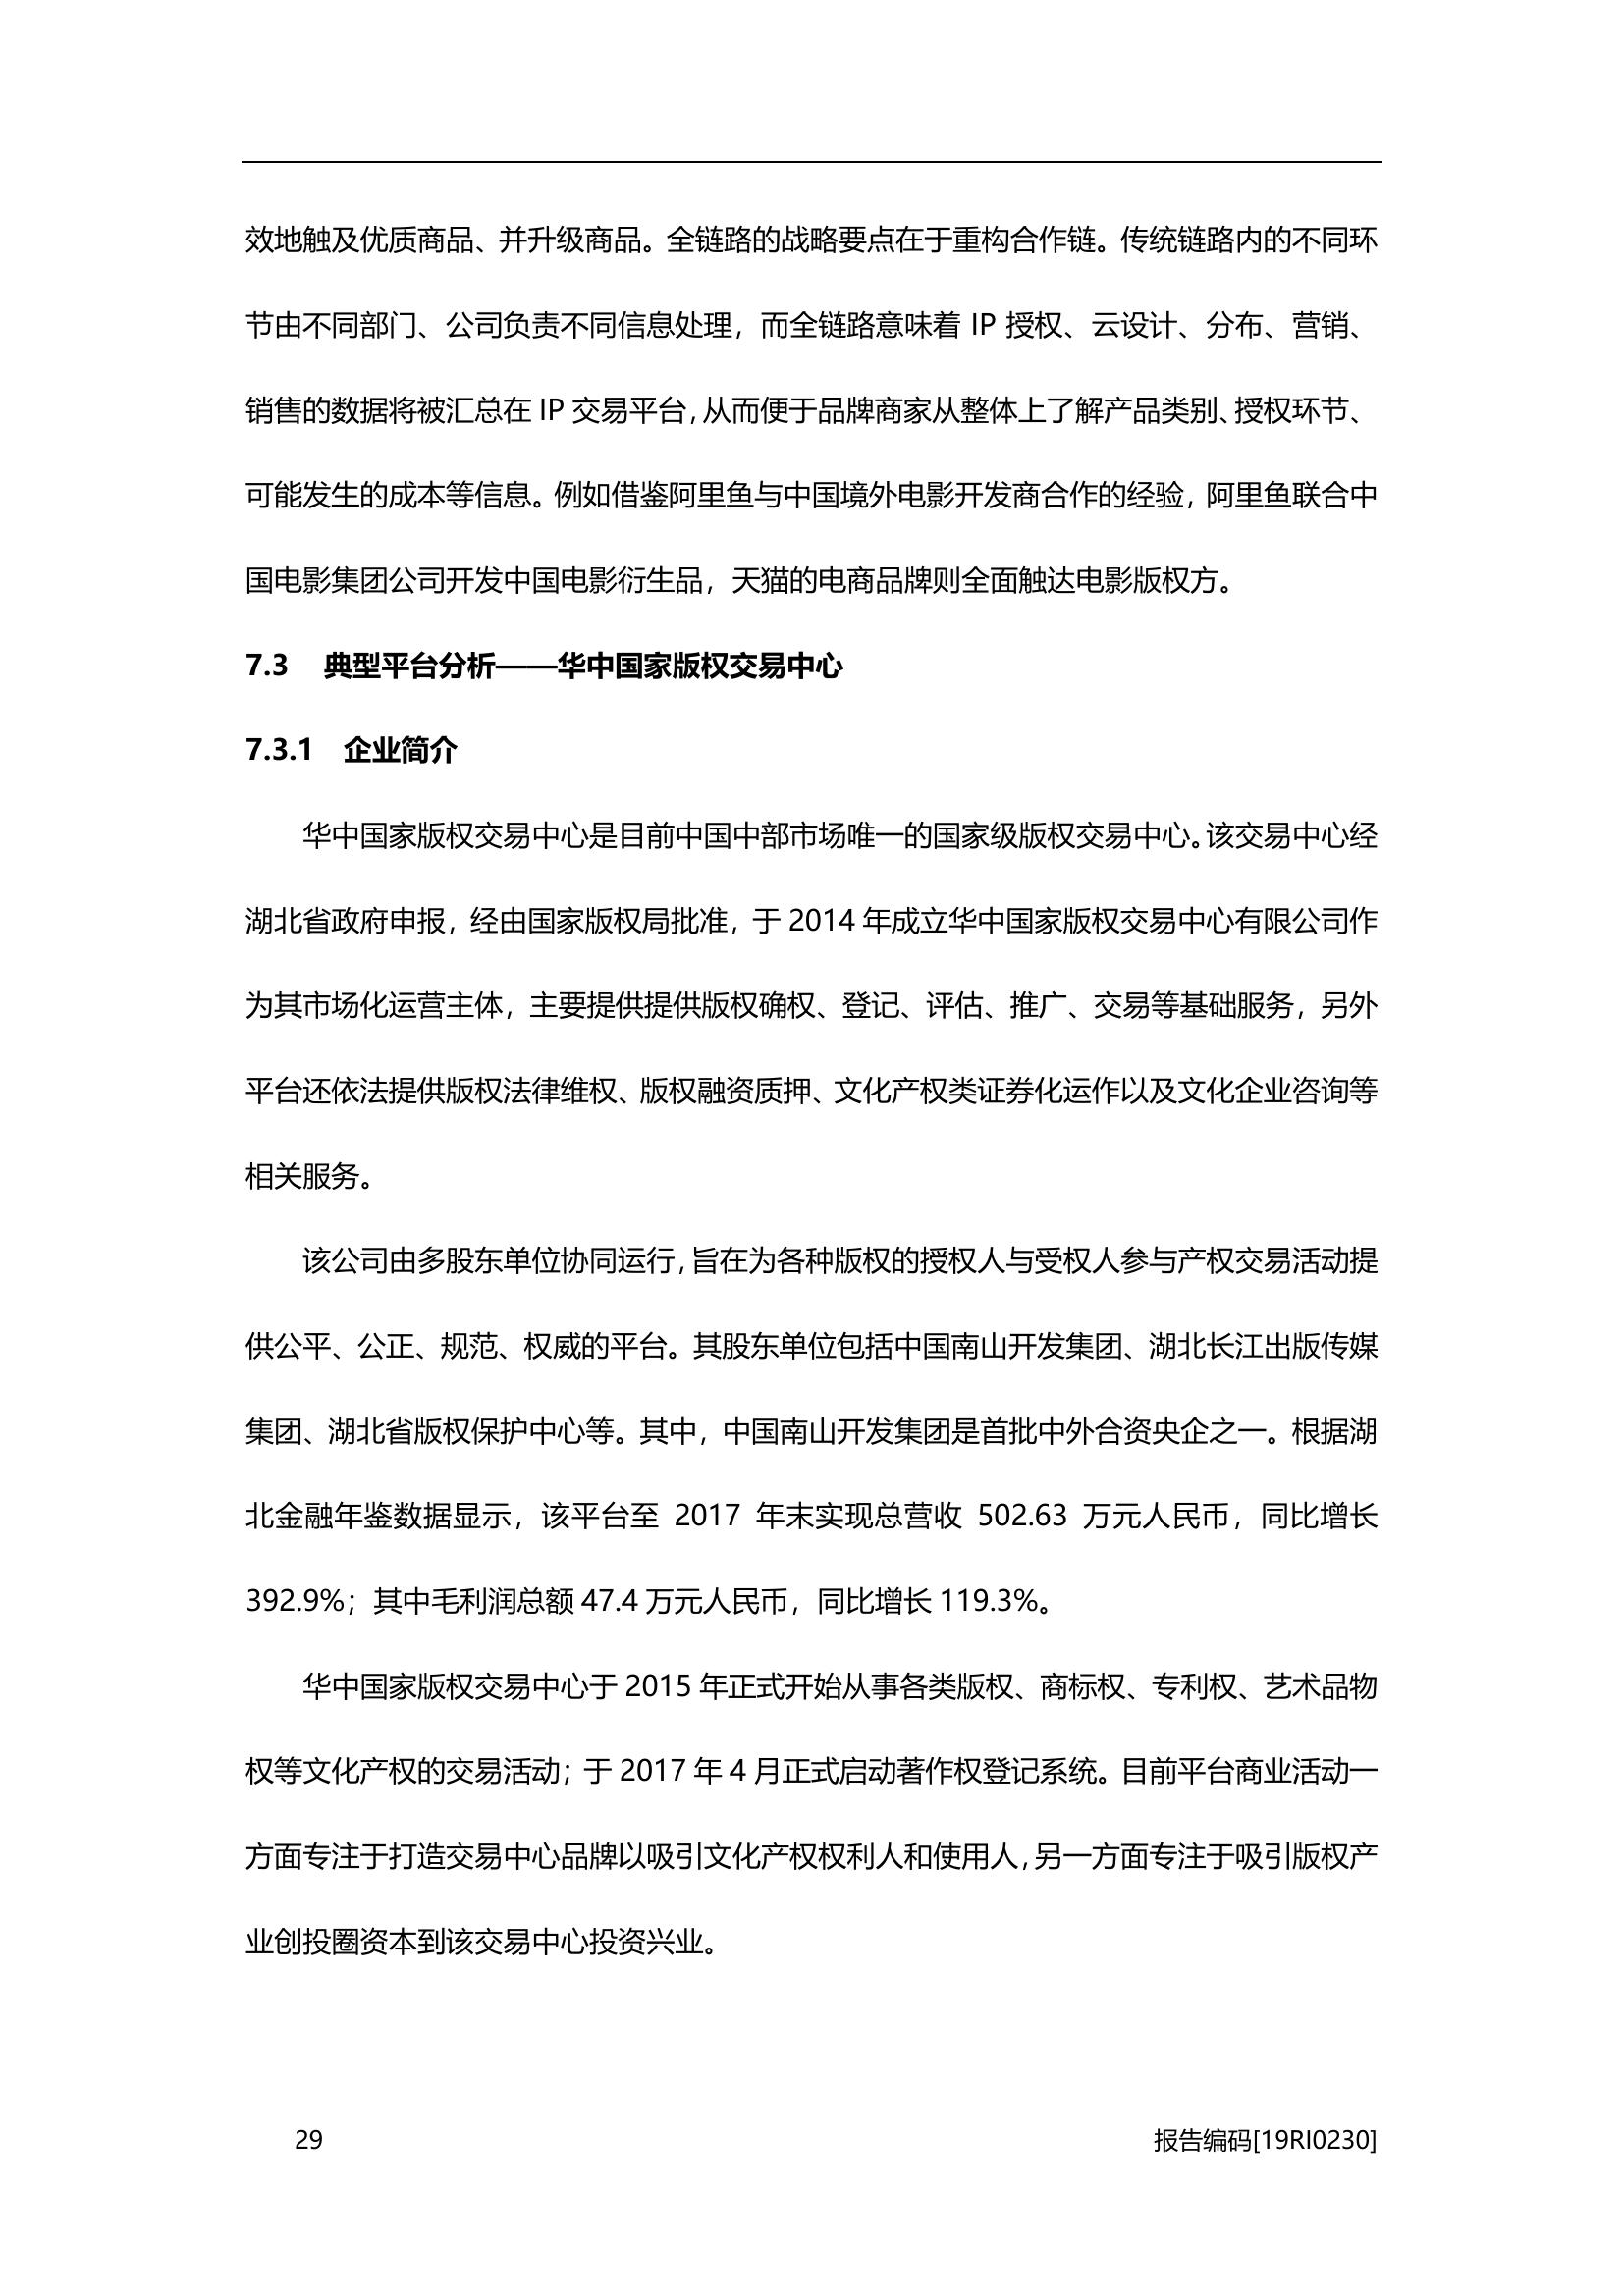 效地触及优质商品、并升级商品。全链路的战略要点在于重构合作链。传统链路内的不同环
节由不同部门、公司负责不同信息处理，而全链路意味着 IP 授权、云设计、分布、营销、
销售的数据将被汇总在 IP 交易平台，从而便于品牌商家从整体上了解产品类别、授权环节、
可能发生的成本等信息。例如借鉴阿里鱼与中国境外电影开发商合作的经验，阿里鱼联合中
国电影集团公司开发中国电影衍生品，天猫的电商品牌则全面触达电影版权方。
7.3 典型平台分析——华中国家版权交易中心
7.3.1 企业简介
华中国家版权交易中心是目前中国中部市场唯一的国家级版权交易中心。该交易中心经
湖北省政府申报，经由国家版权局批准，于 2014 年成立华中国家版权交易中心有限公司作
为其市场化运营主体，主要提供提供版权确权、登记、评估、推广、交易等基础服务，另外
平台还依法提供版权法律维权、版权融资质押、文化产权类证券化运作以及文化企业咨询等
相关服务。
该公司由多股东单位协同运行，旨在为各种版权的授权人与受权人参与产权交易活动提
供公平、公正、规范、权威的平台。其股东单位包括中国南山开发集团、湖北长江出版传媒
集团、湖北省版权保护中心等。其中，中国南山开发集团是首批中外合资央企之一。根据湖
北金融年鉴数据显示，该平台至 2017 年末实现总营收 502.63 万元人民币，同比增长
392.9%；其中毛利润总额 47.4 万元人民币，同比增长 119.3%。
华中国家版权交易中心于 2015 年正式开始从事各类版权、商标权、专利权、艺术品物
权等文化产权的交易活动；于 2017 年 4 月正式启动著作权登记系统。目前平台商业活动一
方面专注于打造交易中心品牌以吸引文化产权权利人和使用人，另一方面专注于吸引版权产
业创投圈资本到该交易中心投资兴业。
29 报告编码[19RI0230]